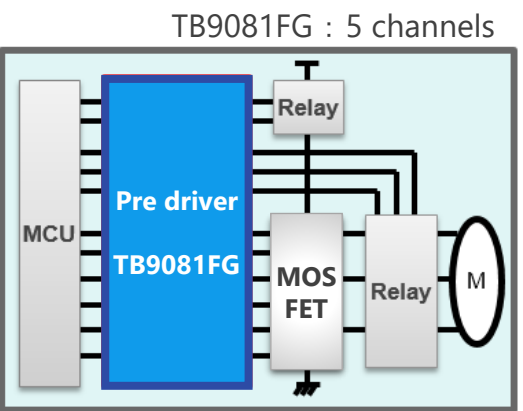 TB9081FG : 5 channels
Relay
Pre driver
MCU
TB9081FG
MOS
FET
Relay
M